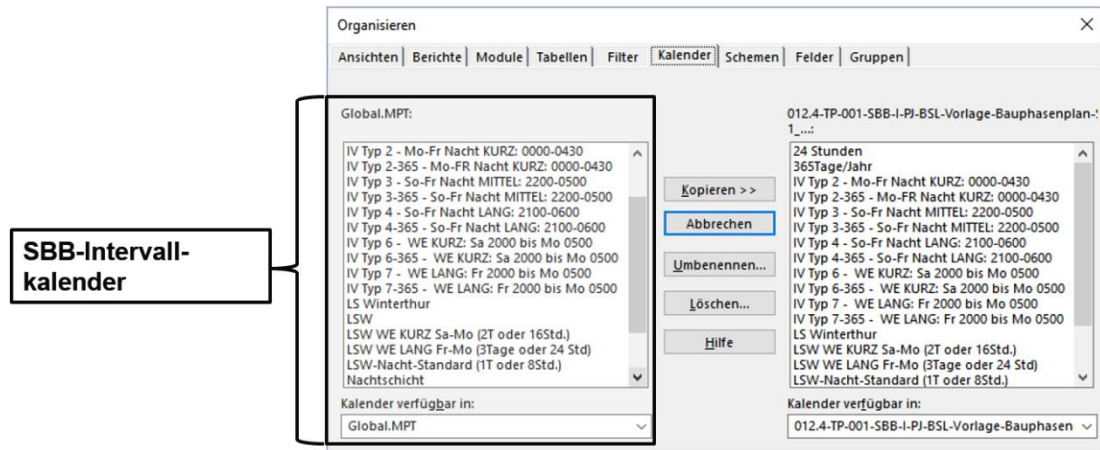 Organisieren
Ansichten Berichte Module Tabellen Filter Kalender Schemen Felder Gruppen
SBB-Intervall-
kalender
Global.MPT:
IV Typ 2 - Mo-Fr Nacht KURZ: 0000-0430
IV Typ 2-365 - Mo-FR Nacht KURZ: 0000-0430
IV Typ 3 - So-Fr Nacht MITTEL: 2200-0500
IV Typ 3-365 - So-Fr Nacht MITTEL: 2200-0500
IV Typ 4 - So-Fr Nacht LANG: 2100-0600
IV Typ 4-365 - So-Fr Nacht LANG: 2100-0600
IV Typ 6 - WE KURZ: Sa 2000 bis Mo 0500
IV Typ 6-365 - WE KURZ: Sa 2000 bis Mo 0500
IV Typ 7 - WE LANG: Fr 2000 bis Mo 0500
IV Typ 7-365 - WE LANG: Fr 2000 bis Mo 0500
LS Winterthur
LSW
LSW WE KURZ Sa-Mo (2T oder 16Std.)
LSW WE LANG Fr-Mo (3Tage oder 24 Std)
LSW-Nacht-Standard (1T oder 8Std.)
Nachtschicht
Kalender verfügbar in:
Global.MPT
Kopieren >>
Abbrechen
Umbenennen...
Löschen...
Hilfe
012.4-TP-001-SBB-I-PJ-BSL-Vorlage-Bauphasenplan-
1_...:
24 Stunden
365Tage/Jahr
IV Typ 2 - Mo-Fr Nacht KURZ: 0000-0430
IV Typ 2-365 - Mo-FR Nacht KURZ: 0000-0430
IV Typ 3 - So-Fr Nacht MITTEL: 2200-0500
IV Typ 3-365 - So-Fr Nacht MITTEL: 2200-0500
IV Typ 4 - So-Fr Nacht LANG: 2100-0600
IV Typ 4-365 - So-Fr Nacht LANG: 2100-0600
IV Typ 6 - WE KURZ: Sa 2000 bis Mo 0500
IV Typ 6-365 - WE KURZ: Sa 2000 bis Mo 0500
IV Typ 7 - WE LANG: Fr 2000 bis Mo 0500
IV Typ 7-365 - WE LANG: Fr 2000 bis Mo 0500
LS Winterthur
LSW WE KURZ Sa-Mo (2T oder 16Std.)
LSW WE LANG Fr-Mo (3Tage oder 24 Std)
LSW-Nacht-Standard (1T oder 8Std.)
Kalender verfügbar in:
012.4-TP-001-SBB-I-PJ-BSL-Vorlage-Bauphasen